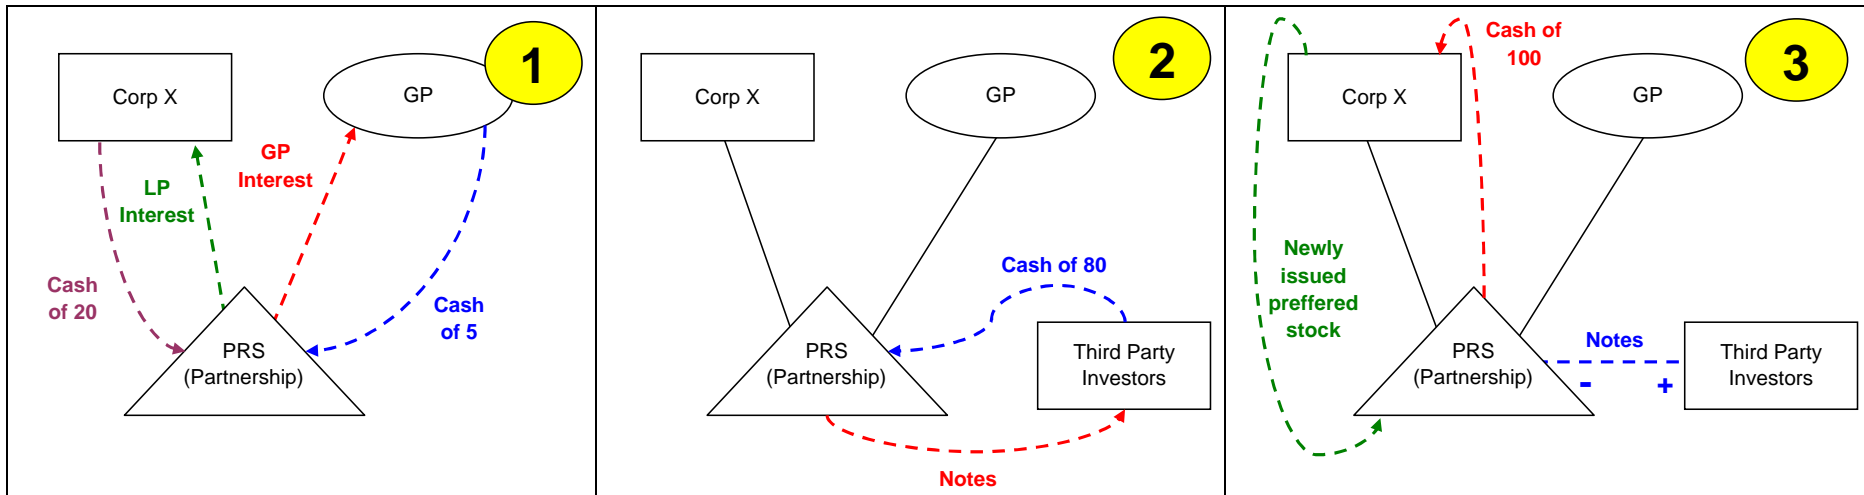 1
Corp X
GP
GP
Interest
LP
Interest
Cash
of 20
Cash
of 5
PRS
(Partnership)
2
Corp X
GP
Cash of 80
PRS
(Partnership)
Third Party
Investors
Notes
3
Cash of
100
Corp X
GP
Newly
issued
preffered
stock
Notes
PRS
(Partnership)
- +
Third Party
Investors